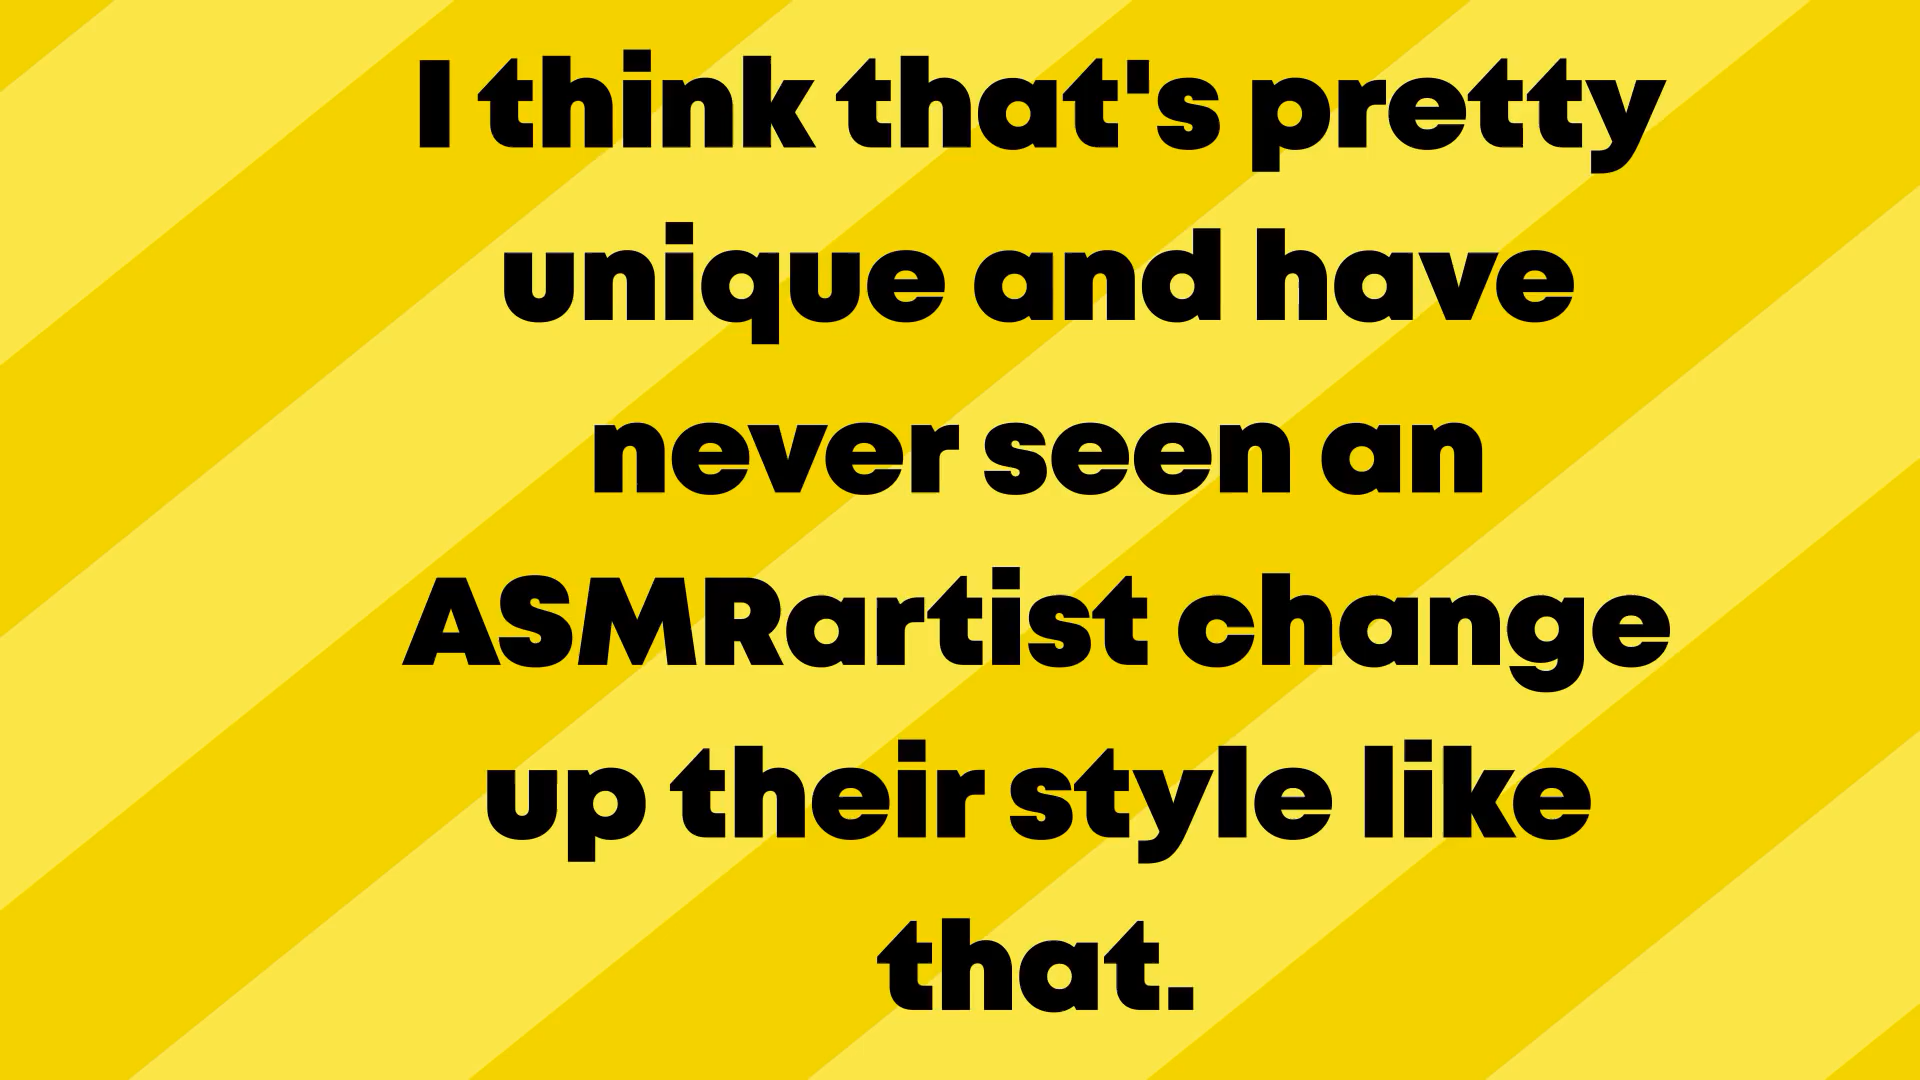 I think that's pretty
unique and have
never seen an
ASMRartist change
up their style like
that.